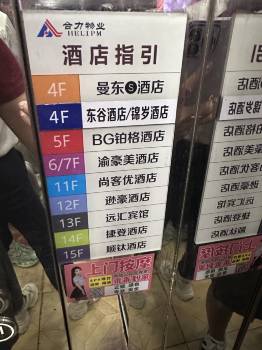 合力物业
HELIPM
酒店指引
4F 曼东S酒店
4F 东谷酒店/锦岁酒店
5F BG铂格酒店
6/7F 渝豪美酒店
11F 尚客优酒店
12F 逊豪酒店
13F 远汇宾馆
14F 捷登酒店
15F 顺钛酒店
上门按摩